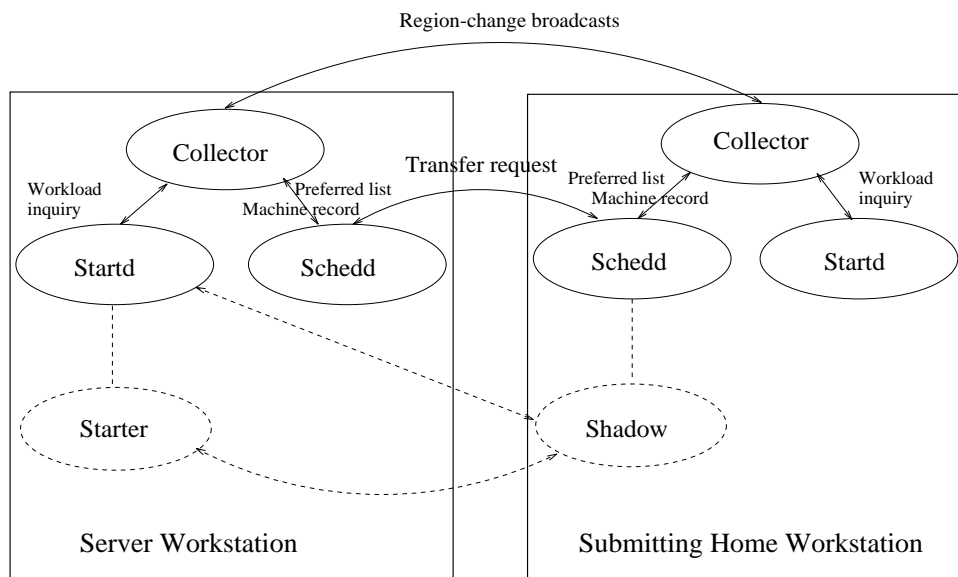 Region-change broadcasts
Collector
Collector
Transfer request
Workload
inquiry
Preferred list
Machine record
Preferred list
Machine record
Workload
inquiry
Startd
Schedd
Schedd
Startd
Starter
Shadow
Server Workstation
Submitting Home Workstation